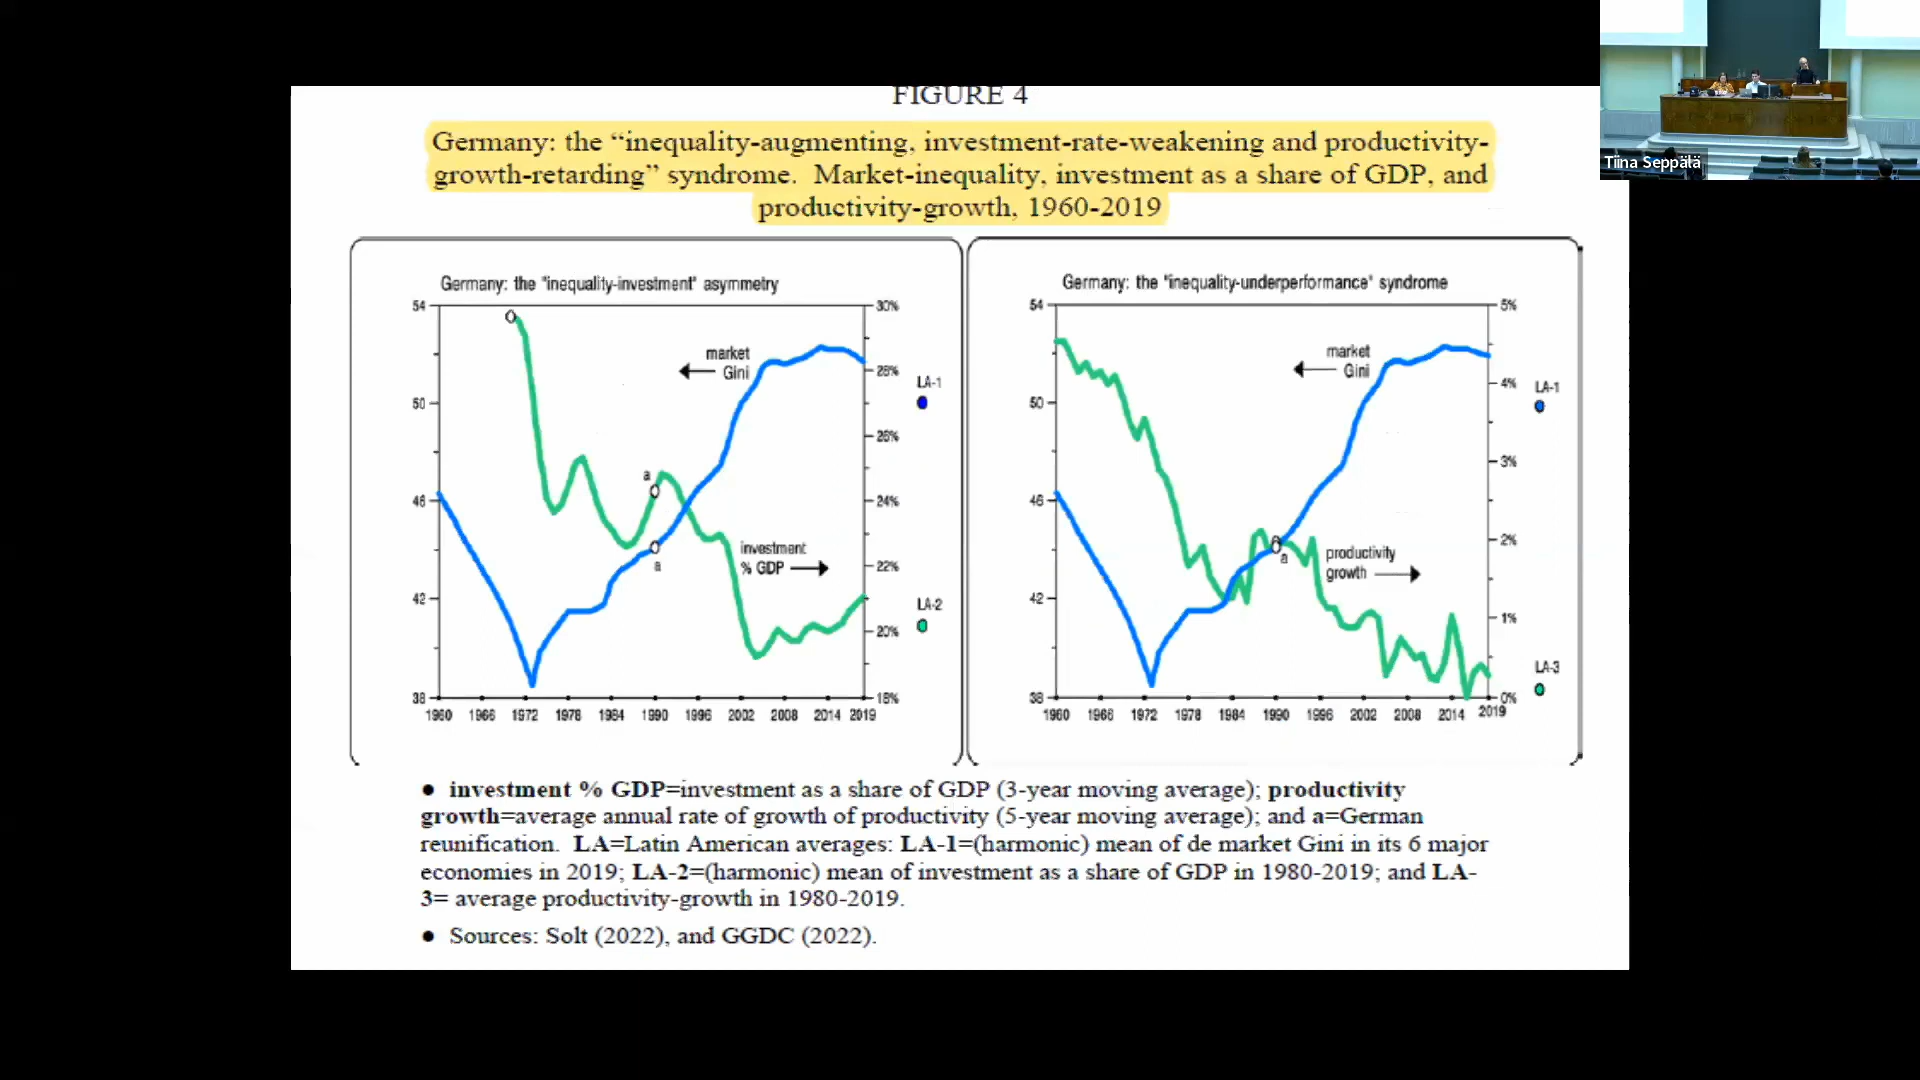 FIGURE 4
Germany: the “inequality-augmenting, investment-rate-weakening and productivity-
growth-retarding” syndrome. Market-inequality, investment as a share of GDP, and
productivity-growth, 1960-2019
Tiina Seppälä
Germany: the "inequality-investment" asymmetry
54
50
46
42
38
30%
28%
26%
24%
22%
20%
18%
market
Gini
a
a
investment
% GDP
LA-1
LA-2
1960 1966 1972 1978 1984 1990 1996 2002 2008 2014 2019
Germany: the "inequality-underperformance" syndrome
54
50
46
42
38
5%
4%
3%
2%
1%
0%
market
Gini
a
productivity
growth
LA-1
LA-3
1960 1966 1972 1978 1984 1990 1996 2002 2008 2014 2019
● investment % GDP=investment as a share of GDP (3-year moving average); productivity
growth=average annual rate of growth of productivity (5-year moving average); and a=German
reunification. LA=Latin American averages: LA-1=(harmonic) mean of de market Gini in its 6 major
economies in 2019; LA-2=(harmonic) mean of investment as a share of GDP in 1980-2019; and LA-
3= average productivity-growth in 1980-2019.
● Sources: Solt (2022), and GGDC (2022).